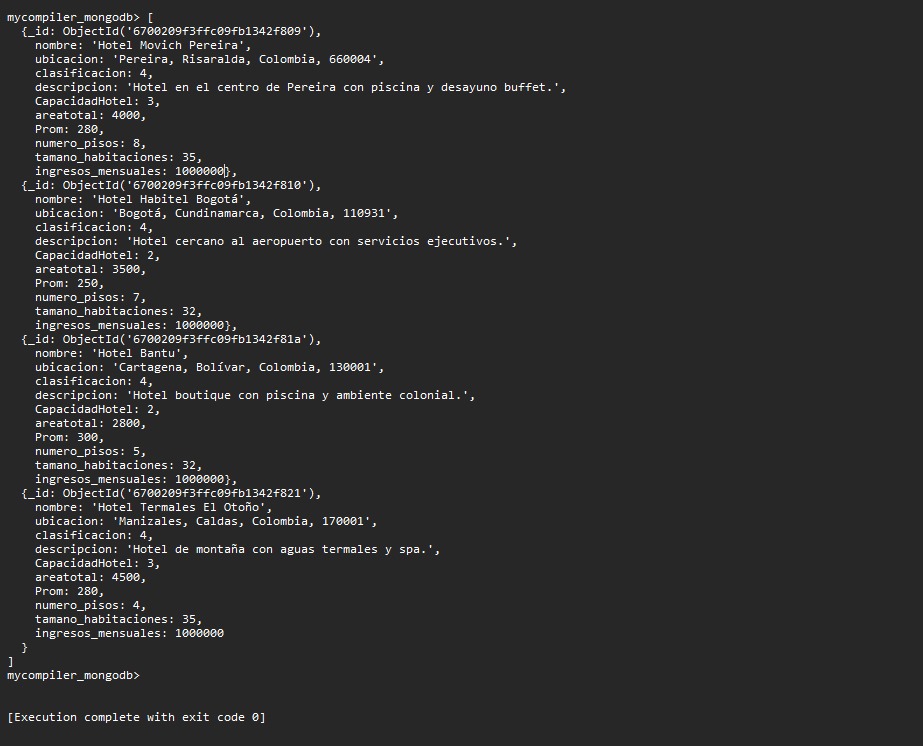 mycompiler_mongodb> [
  {_id: ObjectId('6700209f3ffc09fb1342f809'),
    nombre: 'Hotel Movich Pereira',
    ubicacion: 'Pereira, Risaralda, Colombia, 660004',
    clasificacion: 4,
    descripcion: 'Hotel en el centro de Pereira con piscina y desayuno buffet.',
    CapacidadHotel: 3,
    areatotal: 4000,
    Prom: 280,
    numero_pisos: 8,
    tamano_habitaciones: 35,
    ingresos_mensuales: 1000000},
  {_id: ObjectId('6700209f3ffc09fb1342f810'),
    nombre: 'Hotel Habitel Bogotá',
    ubicacion: 'Bogotá, Cundinamarca, Colombia, 110931',
    clasificacion: 4,
    descripcion: 'Hotel cercano al aeropuerto con servicios ejecutivos.',
    CapacidadHotel: 2,
    areatotal: 3500,
    Prom: 250,
    numero_pisos: 7,
    tamano_habitaciones: 32,
    ingresos_mensuales: 1000000},
  {_id: ObjectId('6700209f3ffc09fb1342f81a'),
    nombre: 'Hotel Bantu',
    ubicacion: 'Cartagena, Bolívar, Colombia, 130001',
    clasificacion: 4,
    descripcion: 'Hotel boutique con piscina y ambiente colonial.',
    CapacidadHotel: 2,
    areatotal: 2800,
    Prom: 300,
    numero_pisos: 5,
    tamano_habitaciones: 32,
    ingresos_mensuales: 1000000},
  {_id: ObjectId('6700209f3ffc09fb1342f821'),
    nombre: 'Hotel Termales El Otoño',
    ubicacion: 'Manizales, Caldas, Colombia, 170001',
    clasificacion: 4,
    descripcion: 'Hotel de montaña con aguas termales y spa.',
    CapacidadHotel: 3,
    areatotal: 4500,
    Prom: 280,
    numero_pisos: 4,
    tamano_habitaciones: 35,
    ingresos_mensuales: 1000000
  }
]
mycompiler_mongodb>
[Execution complete with exit code 0]